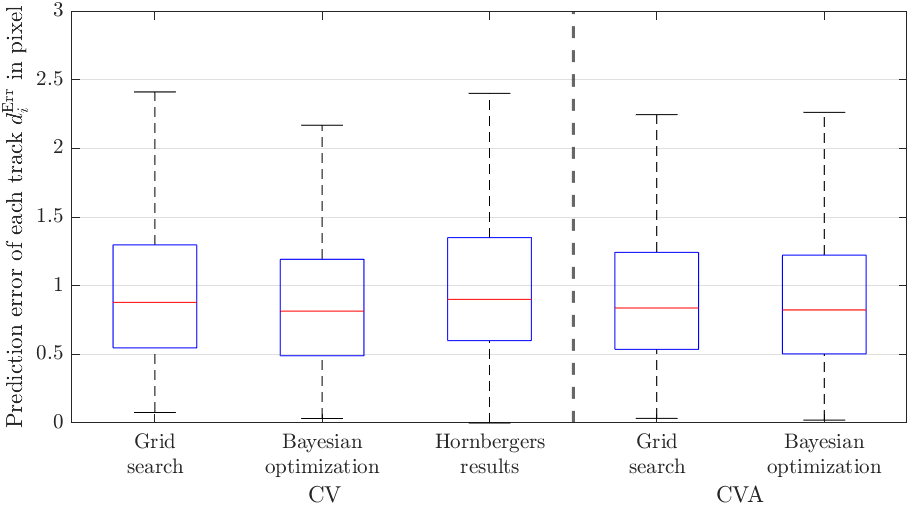 Prediction error of each track $d_i^{\mathrm{Err}}$ in pixel
3
2.5
2
1.5
1
0.5
0
Grid
search
Bayesian
optimization
Hornbergers
results
Grid
search
Bayesian
optimization
CV
CVA